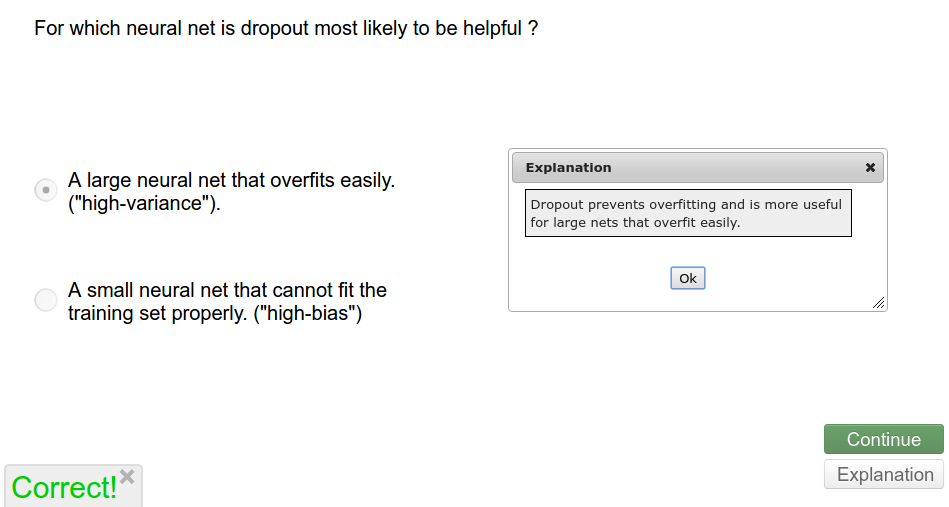 For which neural net is dropout most likely to be helpful ?
A large neural net that overfits easily.
("high-variance").
A small neural net that cannot fit the
training set properly. ("high-bias")
Explanation
Dropout prevents overfitting and is more useful
for large nets that overfit easily.
Ok
Continue
Explanation
Correct!